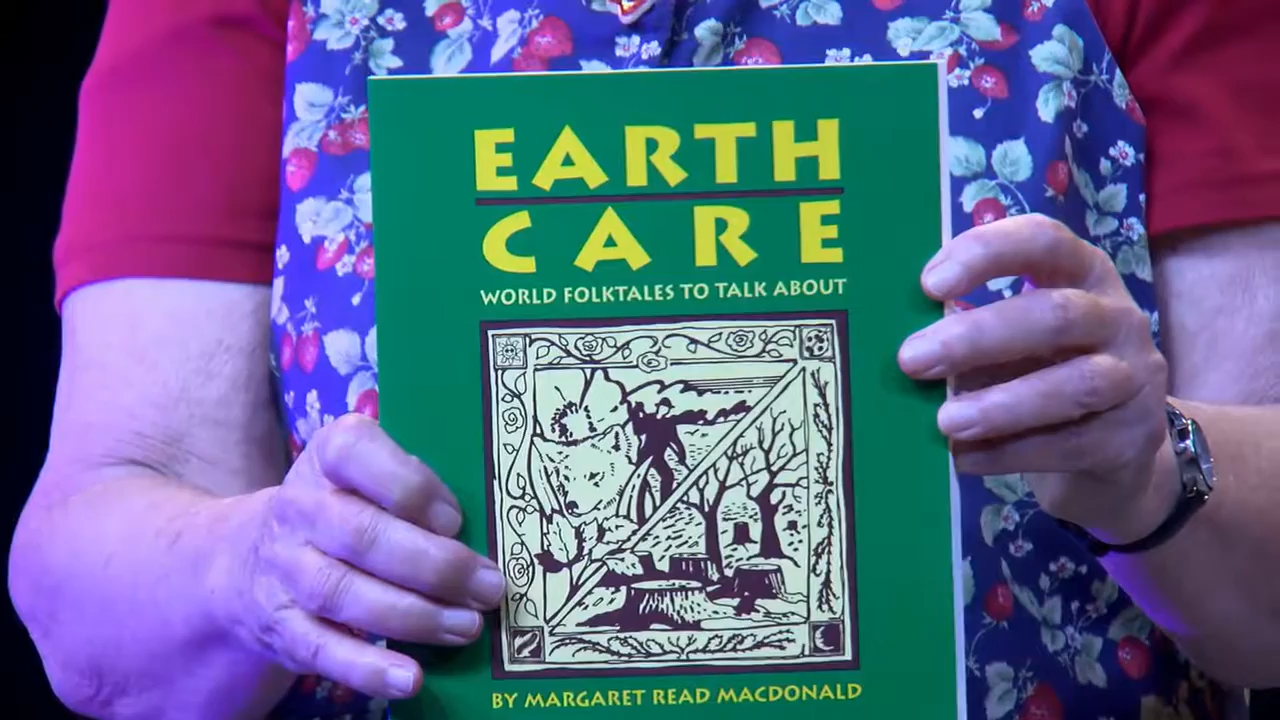 EARTH
CARE
WORLD FOLKTALES TO TALK ABOUT
BY MARGARET READ MACDONALD